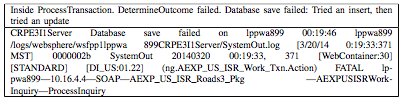 Inside ProcessTransaction. DetermineOutcome failed. Database save failed: Tried an insert, then
tried an update
CRPE3I1Server Database save failed on lppwa899 00:19:46 lppwa899
/logs/websphere/wsfpp1lppwa 899CRPE3I1Server/SystemOut.log [3/20/14 0:19:33:371
MST] 0000002b SystemOut 20140320 00:19:33, 371 [WebContainer:30]
[STANDARD] [DI_US:01.22] (ng.AEXP_US_ISR_Work_Txn.Action) FATAL lp-
pwa899—10.16.4.4—SOAP—AEXP_US_ISR_Roads3_Pkg —AEXPUSISRWork-
Inquiry—ProcessInquiry